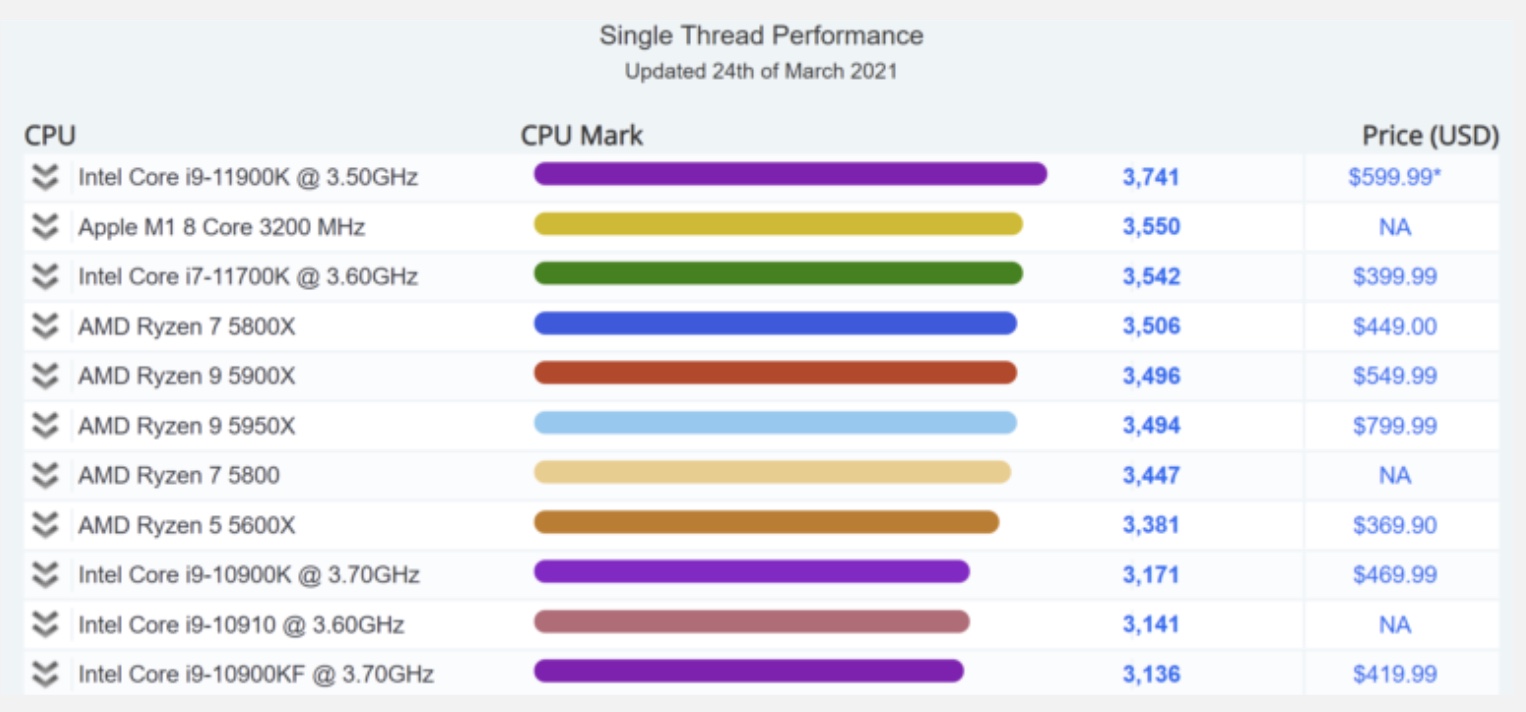 Single Thread Performance
Updated 24th of March 2021
CPU CPU Mark Price (USD)
Intel Core i9-11900K @ 3.50GHz 3,741 $599.99*
Apple M1 8 Core 3200 MHz 3,550 NA
Intel Core i7-11700K @ 3.60GHz 3,542 $399.99
AMD Ryzen 7 5800X 3,506 $449.00
AMD Ryzen 9 5900X 3,496 $549.99
AMD Ryzen 9 5950X 3,494 $799.99
AMD Ryzen 7 5800 3,447 NA
AMD Ryzen 5 5600X 3,381 $369.90
Intel Core i9-10900K @ 3.70GHz 3,171 $469.99
Intel Core i9-10910 @ 3.60GHz 3,141 NA
Intel Core i9-10900KF @ 3.70GHz 3,136 $419.99